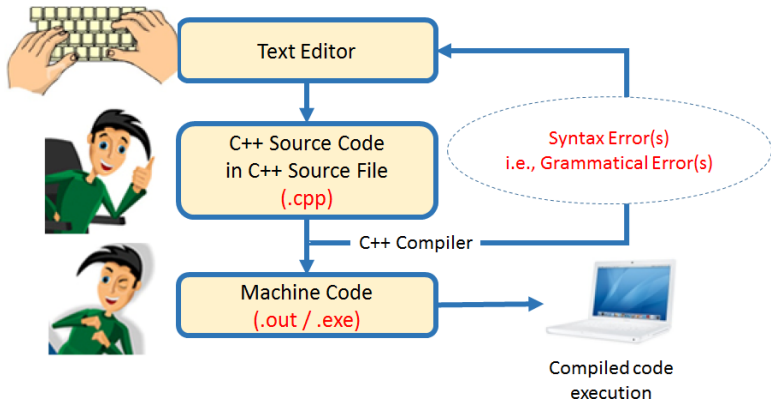 Text Editor
C++ Source Code
in C++ Source File
(.cpp)
Syntax Error(s)
i.e., Grammatical Error(s)
C++ Compiler
Machine Code
(.out / .exe)
Compiled code
execution